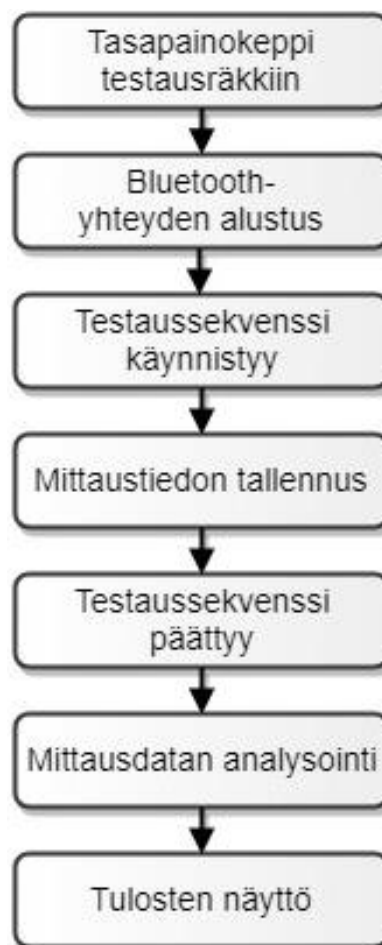 Tasapainokeppi
testausräkkiin
Bluetooth-
yhteyden alustus
Testaussekvenssi
käynnistyy
Mittaustiedon tallennus
Testaussekvenssi
päättyy
Mittausdatan analysointi
Tulosten näyttö